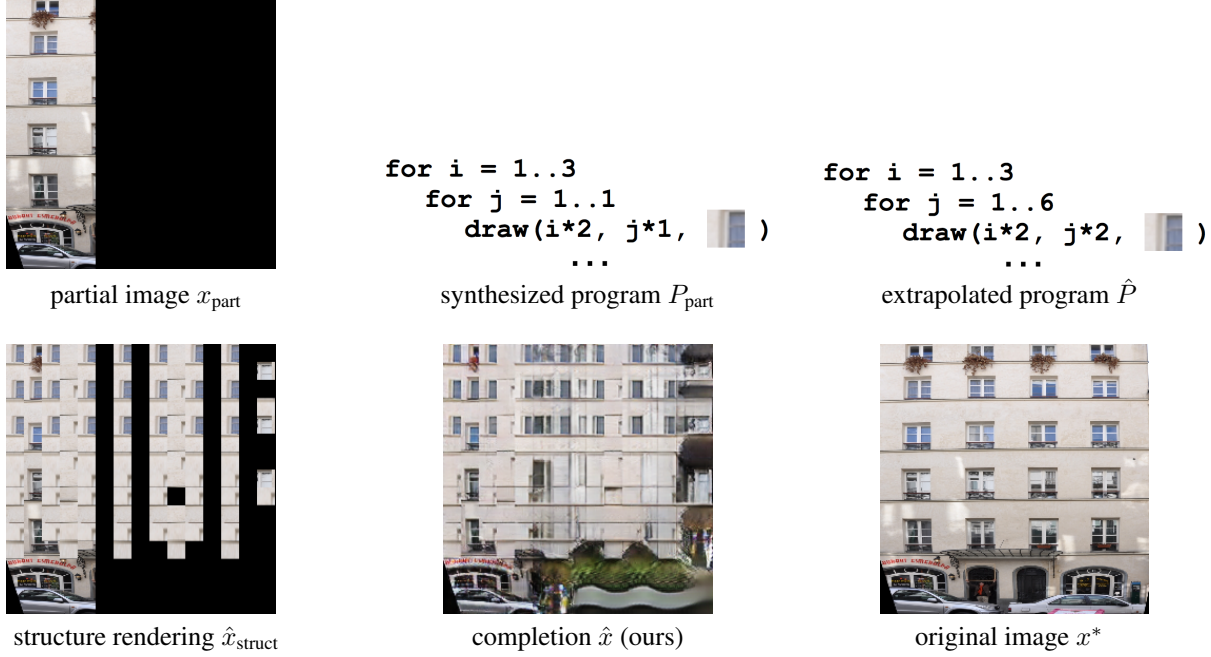 for i = 1..3
for j = 1..1
draw(i*2, j*1, )
...
for i = 1..3
for j = 1..6
draw(i*2, j*2, )
...
partial image x_part
synthesized program P_part
extrapolated program P̂
structure rendering x̂_struct
completion x̂ (ours)
original image x*